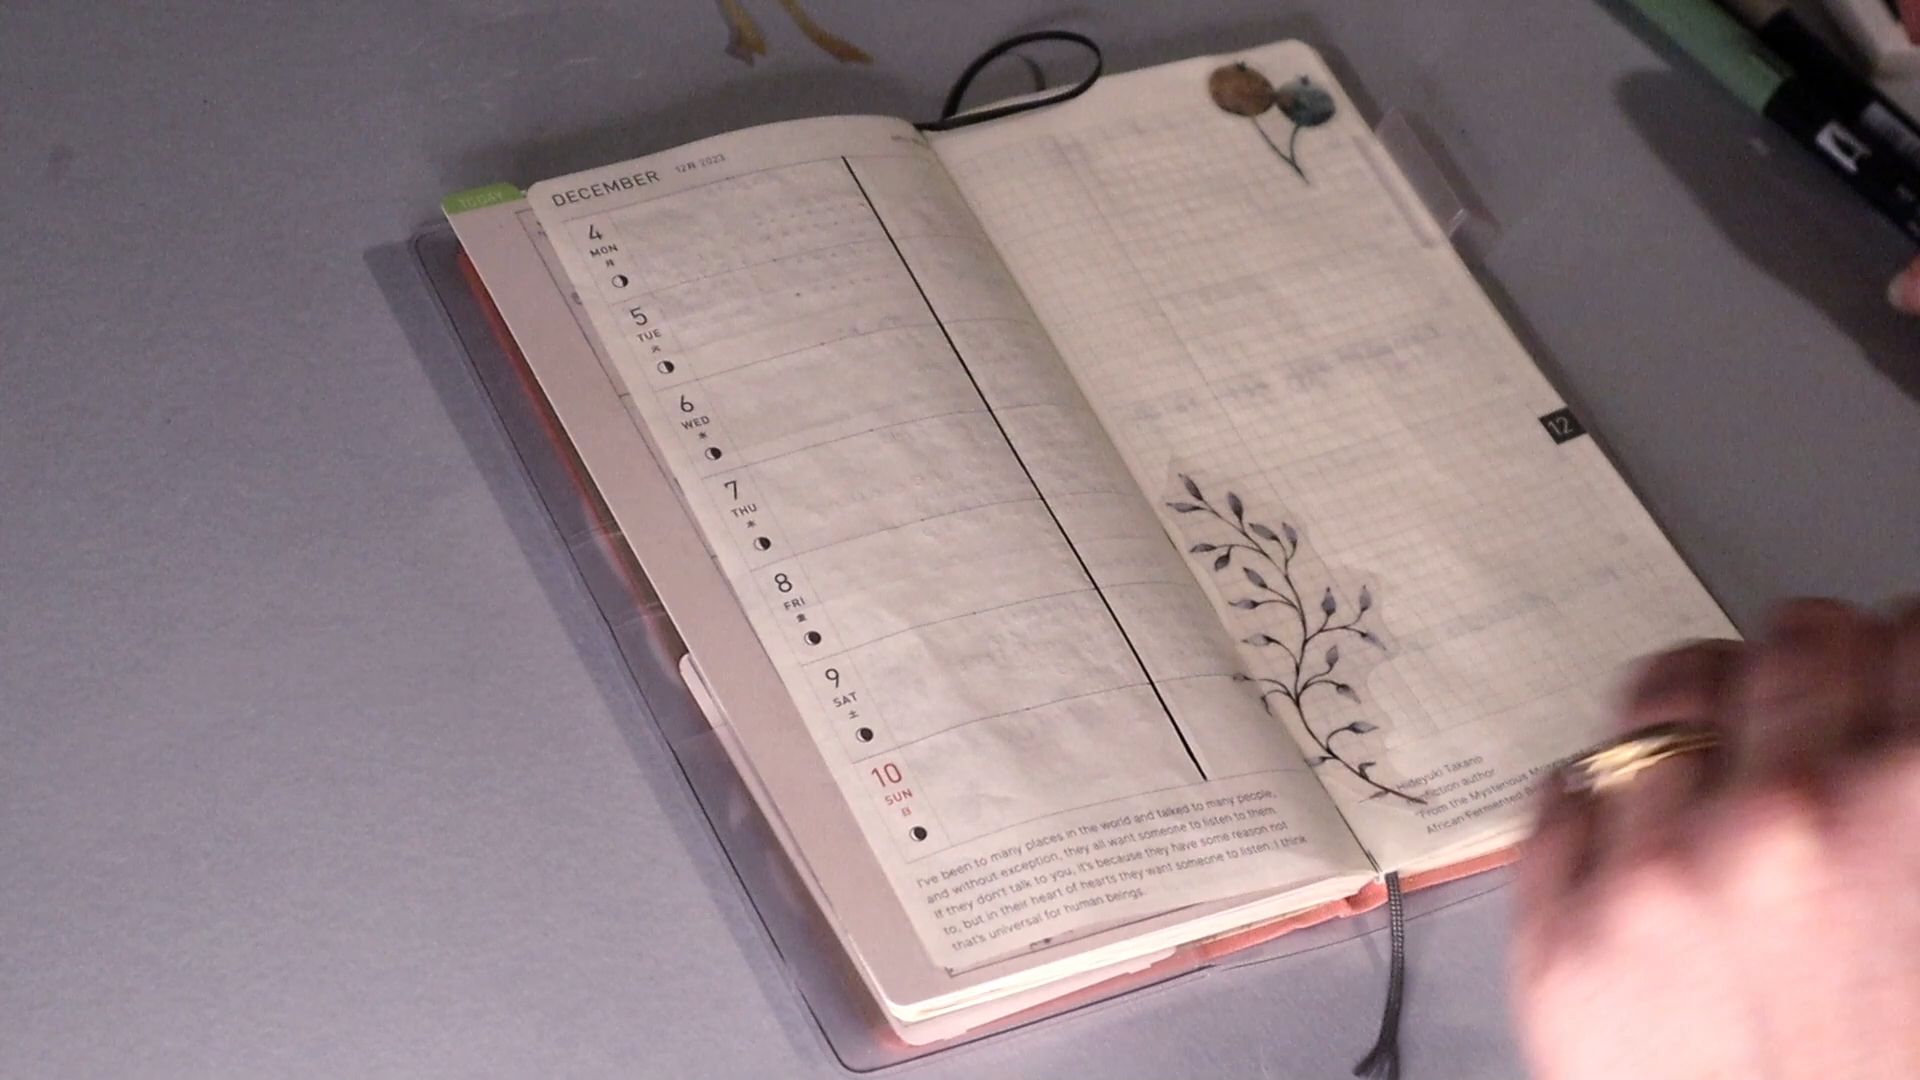 TODAY
DECEMBER 12月 2023
4
MON
月
5
TUE
火
6
WED
水
7
THU
木
8
FRI
金
9
SAT
土
10
SUN
日
I've been to many places in the world and talked to many people,
and without exception, they all want someone to listen to them.
If they don't talk to you, it's because they have some reason not
to, but in their heart of hearts they want someone to listen. I think
that's universal for human beings.
12
Hideyuki Takano
Nonfiction author
"From the Mysterious
African Fermented